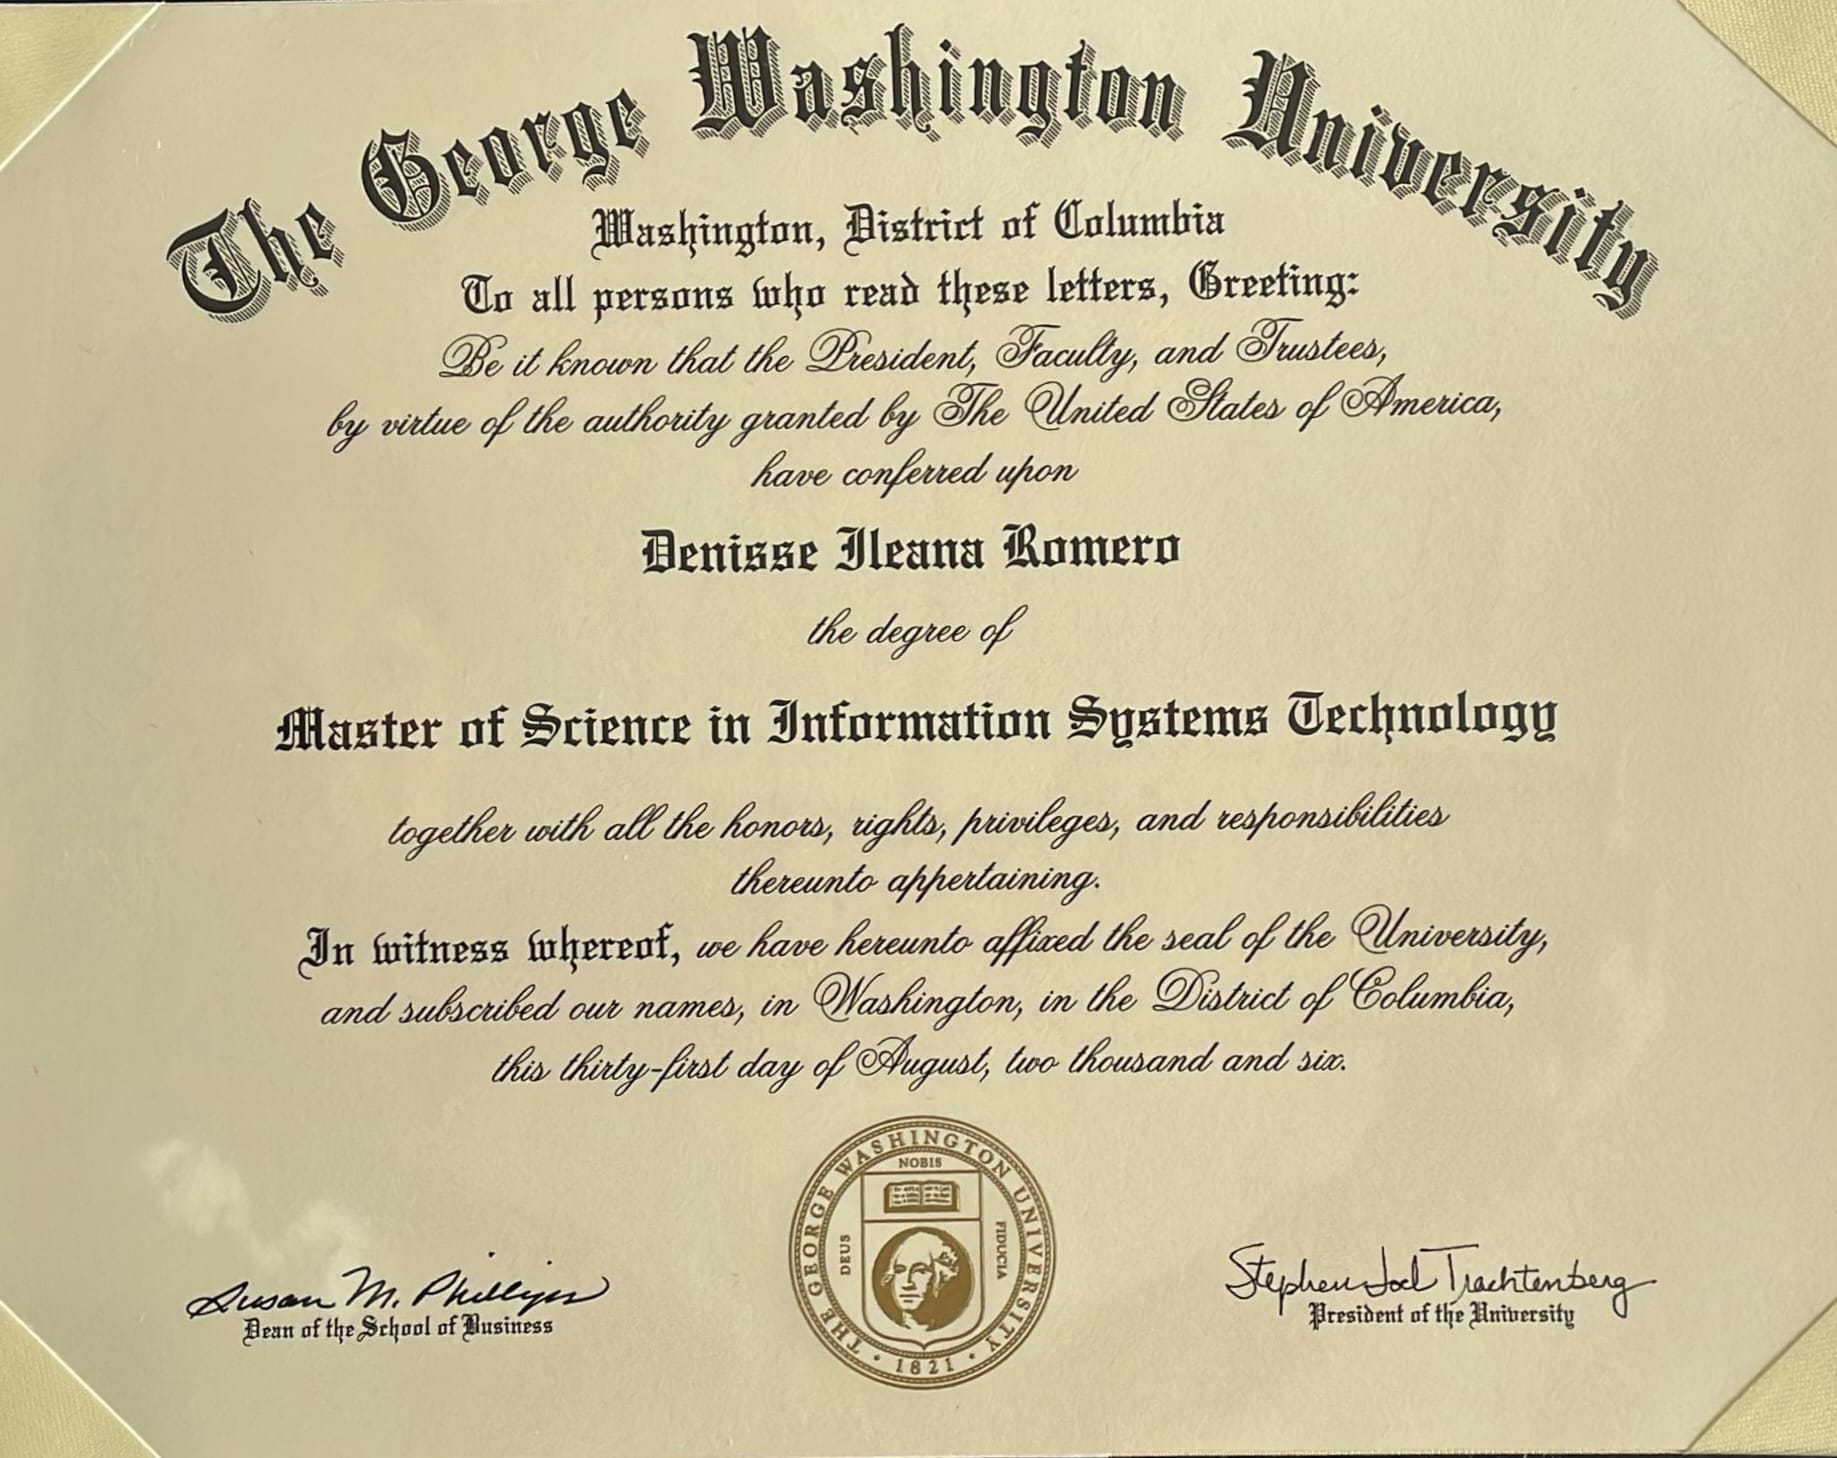 The George Washington University
Washington, District of Columbia
To all persons who read these letters, Greeting:
Be it known that the President, Faculty, and Trustees,
by virtue of the authority granted by The United States of America,
have conferred upon
Denisse Ileana Romero
the degree of
Master of Science in Information Systems Technology
together with all the honors, rights, privileges, and responsibilities
thereunto appertaining.
In witness whereof, we have hereunto affixed the seal of the University,
and subscribed our names, in Washington, in the District of Columbia,
this thirty-first day of August, two thousand and six.
THE GEORGE WASHINGTON UNIVERSITY
NOBIS
DEUS
FIDUCIA
· 1821 ·
Susan M. Phillips
Dean of the School of Business
Stephen Joel Trachtenberg
President of the University